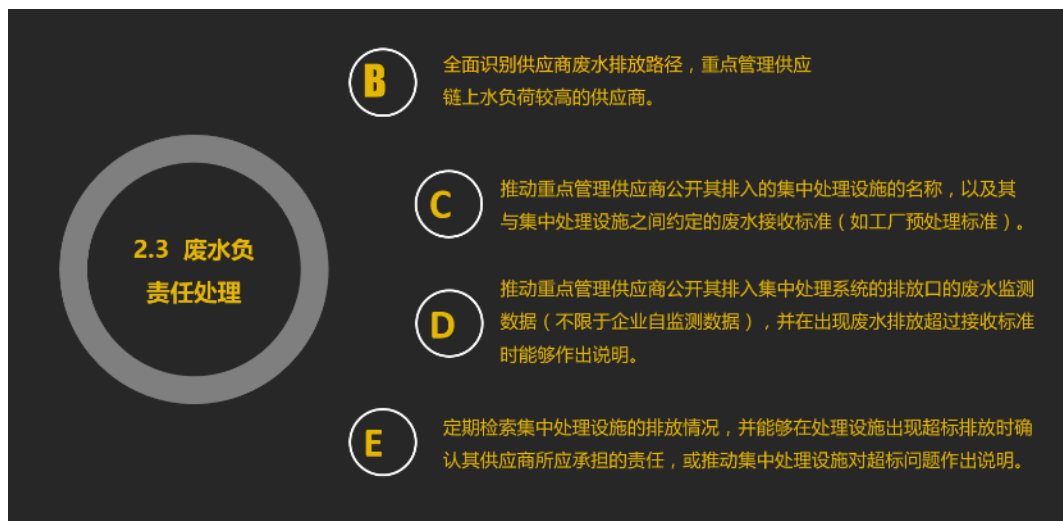 B
全面识别供应商废水排放路径，重点管理供应
链上水负荷较高的供应商。
C
推动重点管理供应商公开其排入的集中处理设施的名称，以及其
与集中处理设施之间约定的废水接收标准（如工厂预处理标准）。
2.3 废水负
责任处理
D
推动重点管理供应商公开其排入集中处理系统的排放口的废水监测
数据（不限于企业自监测数据），并在出现废水排放超过接收标准
时能够作出说明。
E
定期检索集中处理设施的排放情况，并能够在处理设施出现超标排放时确
认其供应商所应承担的责任，或推动集中处理设施对超标问题作出说明。